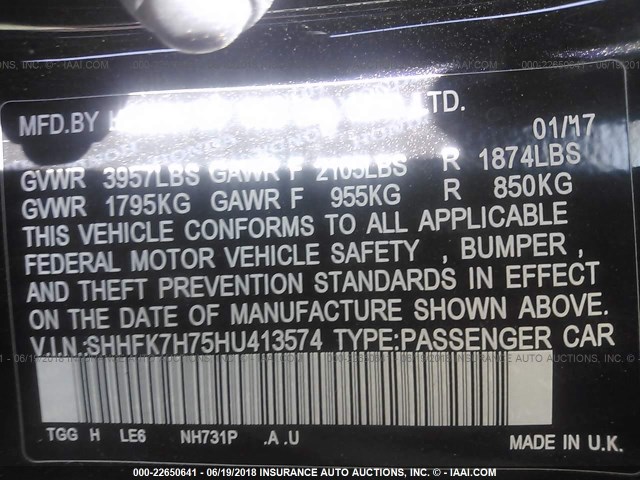 MFD.BY LTD.
01/17
GVWR 3957LBS GAWR F 2105LBS R 1874LBS
GVWR 1795KG GAWR F 955KG R 850KG
THIS VEHICLE CONFORMS TO ALL APPLICABLE
FEDERAL MOTOR VEHICLE SAFETY , BUMPER ,
AND THEFT PREVENTION STANDARDS IN EFFECT
ON THE DATE OF MANUFACTURE SHOWN ABOVE.
V.I.N.:SHHFK7H75HU413574 TYPE:PASSENGER CAR
TGG H LE6 NH731P .A .U
MADE IN U.K.
000-22650641 - 06/19/2018 INSURANCE AUTO AUCTIONS, INC. - IAAI.COM